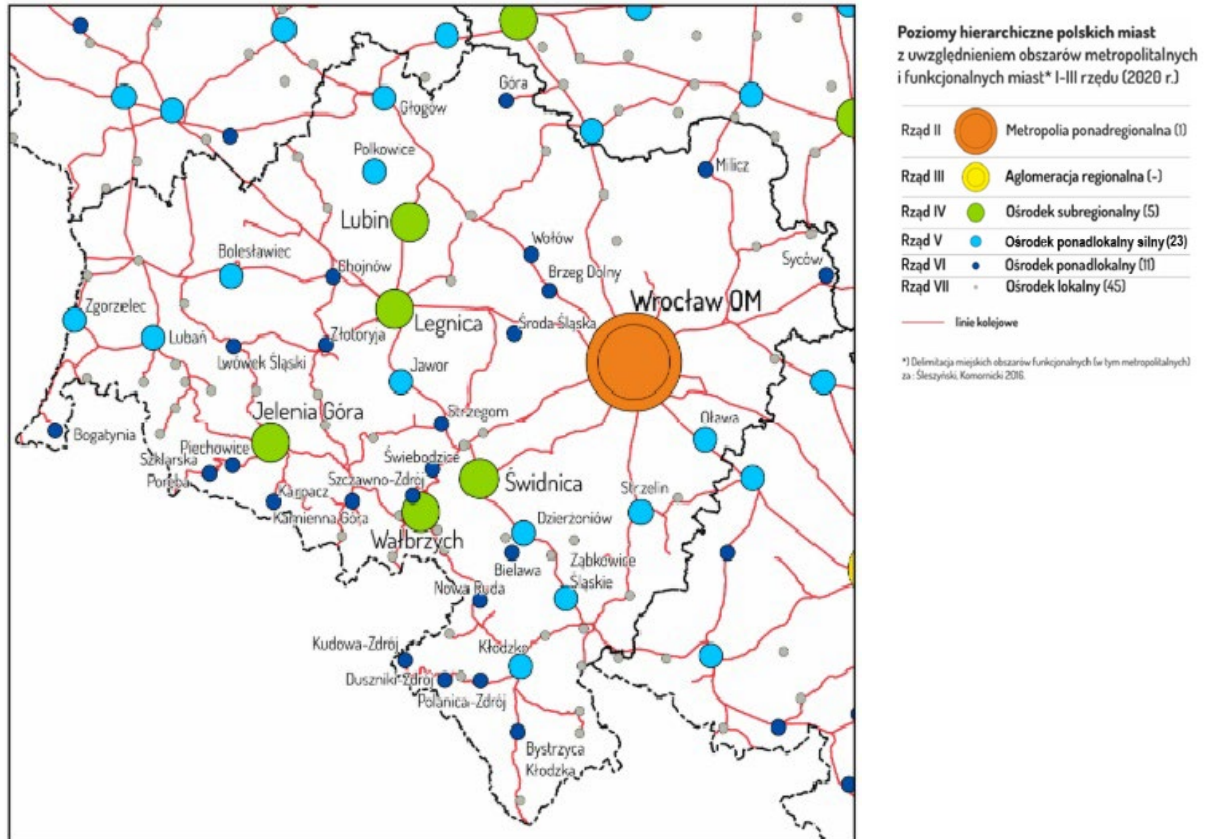 Głogów
Góra
Polkowice
Milicz
Lubin
Wołów
Bolesławiec
Chojnów
Brzeg Dolny
Syców
Zgorzelec
Wrocław OM
Legnica
Środa Śląska
Lubań
Złotoryja
Lwówek Śląski
Jawor
Jelenia Góra
Strzegom
Oława
Bogatynia
Piechowice
Szklarska
Poręba
Świebodzice
Szczawno-Zdrój
Świdnica
Strzelin
Karpacz
Kamienna Góra
Wałbrzych
Dzierżoniów
Bielawa
Ząbkowice
Śląskie
Nowa Ruda
Kudowa-Zdrój
Kłodzko
Duszniki-Zdrój
Polanica-Zdrój
Bystrzyca
Kłodzka
Poziomy hierarchiczne polskich miast
z uwzględnieniem obszarów metropolitalnych
i funkcjonalnych miast* I-III rzędu (2020 r.)
Rząd II Metropolia ponadregionalna (1)
Rząd III Aglomeracja regionalna (-)
Rząd IV Ośrodek subregionalny (5)
Rząd V Ośrodek ponadlokalny silny (23)
Rząd VI Ośrodek ponadlokalny (11)
Rząd VII Ośrodek lokalny (45)
linie kolejowe
*) Delimitacja miejskich obszarów funkcjonalnych (w tym metropolitalnych)
za : Śleszyński, Komornicki 2016.